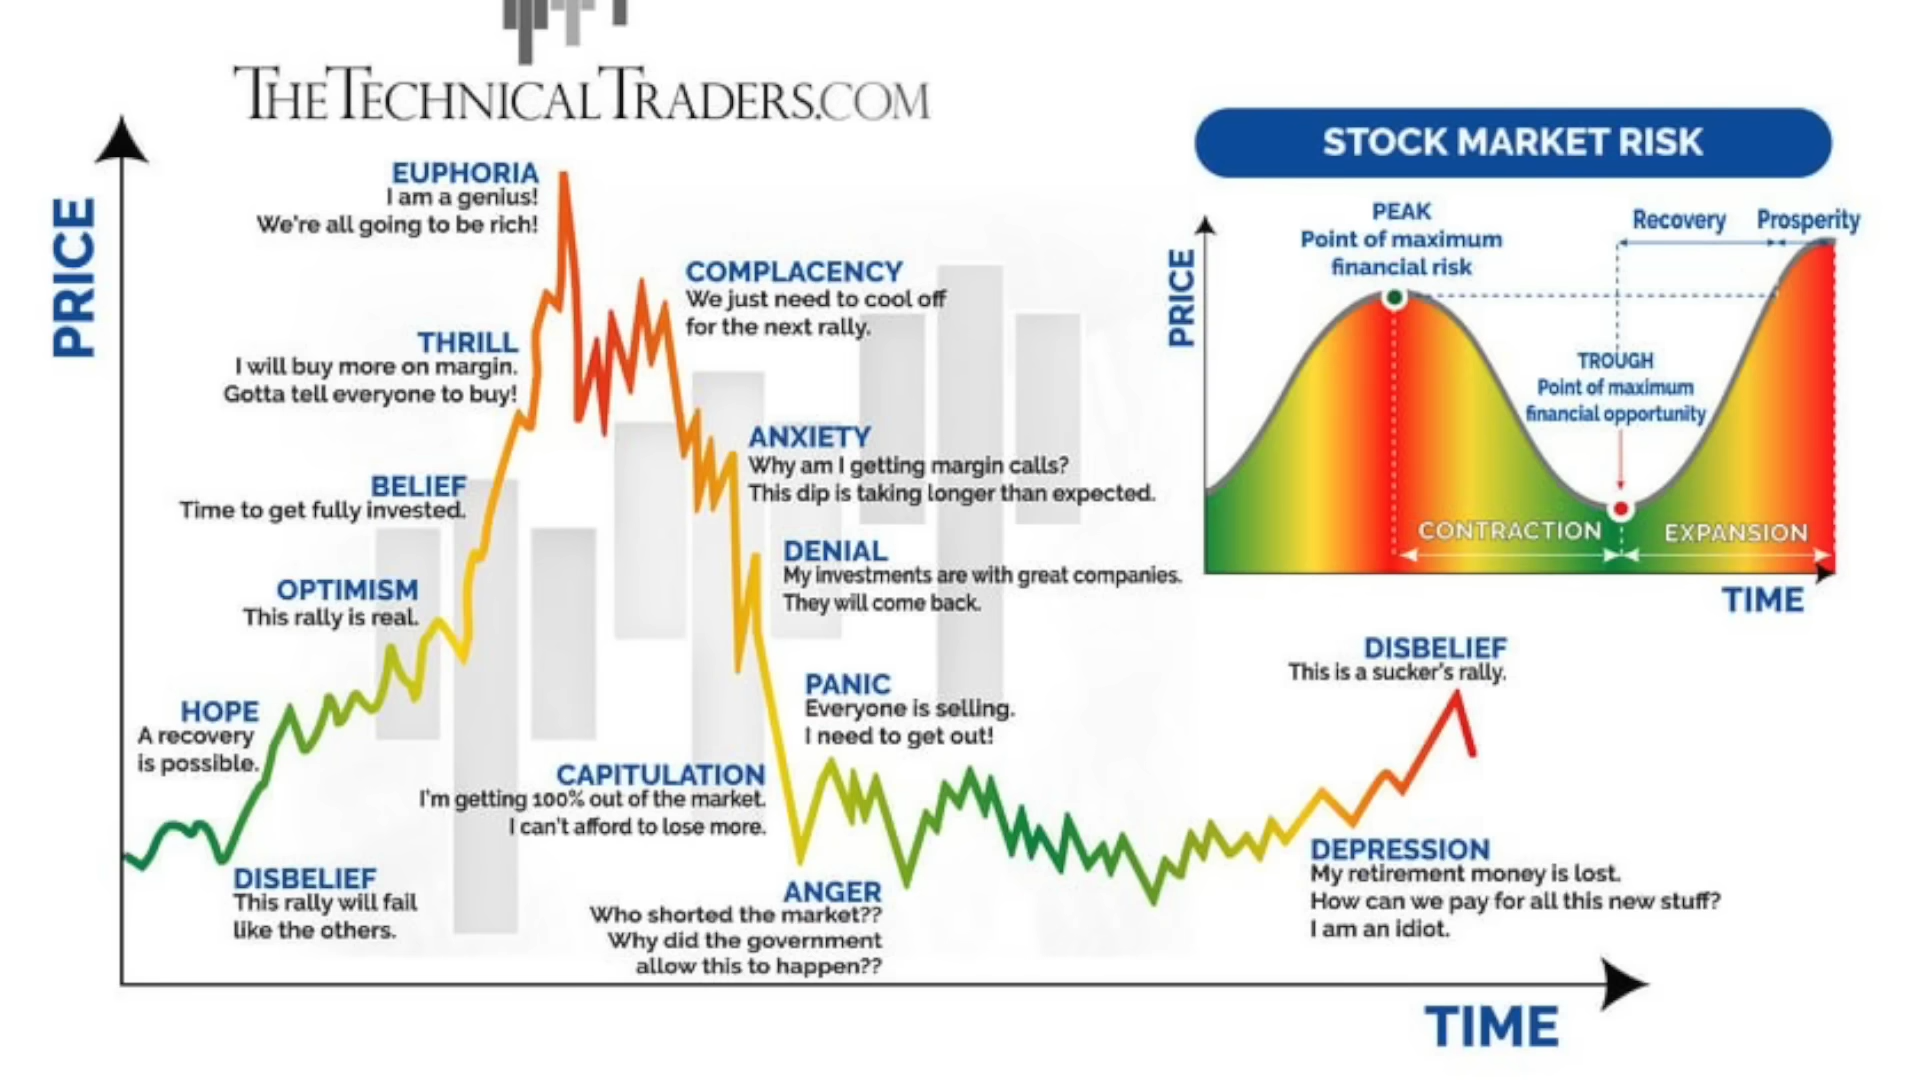 THETECHNICALTRADERS.COM
PRICE
EUPHORIA
I am a genius!
We're all going to be rich!
THRILL
I will buy more on margin.
Gotta tell everyone to buy!
BELIEF
Time to get fully invested.
OPTIMISM
This rally is real.
HOPE
A recovery
is possible.
DISBELIEF
This rally will fail
like the others.
COMPLACENCY
We just need to cool off
for the next rally.
ANXIETY
Why am I getting margin calls?
This dip is taking longer than expected.
DENIAL
My investments are with great companies.
They will come back.
PANIC
Everyone is selling.
I need to get out!
CAPITULATION
I'm getting 100% out of the market.
I can't afford to lose more.
ANGER
Who shorted the market??
Why did the government
allow this to happen??
DEPRESSION
My retirement money is lost.
How can we pay for all this new stuff?
I am an idiot.
DISBELIEF
This is a sucker's rally.
TIME
STOCK MARKET RISK
PRICE
PEAK
Point of maximum
financial risk
Recovery
Prosperity
TROUGH
Point of maximum
financial opportunity
CONTRACTION
EXPANSION
TIME